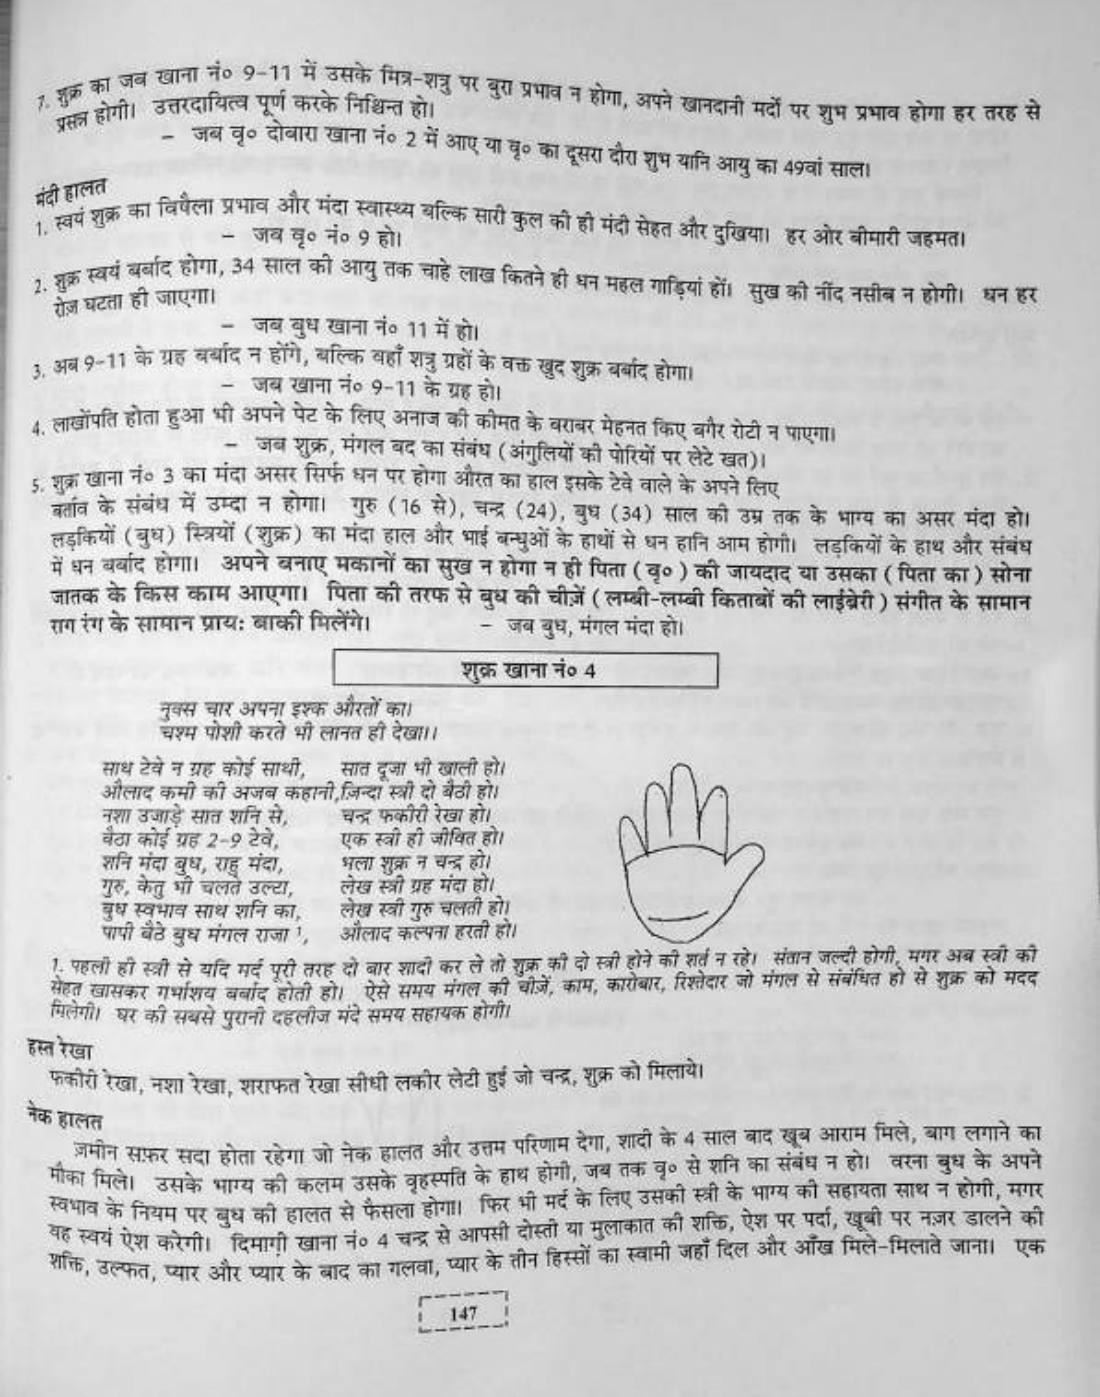 7. शुक्र का जब खाना नं० 9-11 में उसके मित्र-शत्रु पर बुरा प्रभाव न होगा, अपने खानदानी मर्दों पर शुभ प्रभाव होगा हर तरह से
प्रसन्न होगी। उत्तरदायित्व पूर्ण करके निश्चिन्त हो।
– जब वृ० दोबारा खाना नं० 2 में आए या वृ० का दूसरा दौरा शुभ यानि आयु का 49वां साल।
मंदी हालत
1. स्वयं शुक्र का विषैला प्रभाव और मंदा स्वास्थ्य बल्कि सारी कुल की ही मंदी सेहत और दुखिया। हर ओर बीमारी जहमत।
– जब वृ० नं० 9 हो।
2. शुक्र स्वयं बर्बाद होगा, 34 साल की आयु तक चाहे लाख कितने ही धन महल गाड़ियां हों। सुख की नींद नसीब न होगी। धन हर
रोज़ घटता ही जाएगा।
– जब बुध खाना नं० 11 में हो।
3. अब 9-11 के ग्रह बर्बाद न होंगे, बल्कि वहाँ शत्रु ग्रहों के वक्त खुद शुक्र बर्बाद होगा।
– जब खाना नं० 9-11 के ग्रह हो।
4. लाखोंपति होता हुआ भी अपने पेट के लिए अनाज की कीमत के बराबर मेहनत किए बगैर रोटी न पाएगा।
– जब शुक्र, मंगल बद का संबंध (अंगुलियों की पोरियों पर लेटे खत)।
5. शुक्र खाना नं० 3 का मंदा असर सिर्फ धन पर होगा औरत का हाल इसके टेवे वाले के अपने लिए
बर्ताव के संबंध में उम्दा न होगा। गुरु (16 से), चन्द्र (24), बुध (34) साल की उम्र तक के भाग्य का असर मंदा हो।
लड़कियों (बुध) स्त्रियों (शुक्र) का मंदा हाल और भाई बन्धुओं के हाथों से धन हानि आम होगी। लड़कियों के हाथ और संबंध
में धन बर्बाद होगा। अपने बनाए मकानों का सुख न होगा न ही पिता (वृ०) की जायदाद या उसका (पिता का) सोना
जातक के किस काम आएगा। पिता की तरफ से बुध की चीज़ें (लम्बी-लम्बी किताबों की लाईब्रेरी) संगीत के सामान
राग रंग के सामान प्राय: बाकी मिलेंगे। – जब बुध, मंगल मंदा हो।
शुक्र खाना नं० 4
नुक्स चार अपना इश्क औरतों का।
चश्म पोशी करते भी लानत ही देखा।।
साथ टेवे न ग्रह कोई साथी, सात दूजा भी खाली हो।
औलाद कमी की अजब कहानी, ज़िन्दा स्त्री दो बैठी हो।
नशा उजाड़े सात शनि से, चन्द्र फकीरी रेखा हो।
बैठा कोई ग्रह 2-9 टेवे, एक स्त्री ही जीवित हो।
शनि मंदा बुध, राहु मंदा, भला शुक्र न चन्द्र हो।
गुरु, केतु भी चलते उल्टा, लेख स्त्री ग्रह मंदा हो।
बुध स्वभाव साथ शनि का, लेख स्त्री गुरु चलती हो।
पापी बैठे बुध मंगल राजा ¹, औलाद कल्पना हरती हो।
1. पहली ही स्त्री से यदि मर्द पूरी तरह दो बार शादी कर ले तो शुक्र की दो स्त्री होने की शर्त न रहे। संतान जल्दी होगी, मगर अब स्त्री की
सेहत खासकर गर्भाशय बर्बाद होती हो। ऐसे समय मंगल की चीज़ें, काम, कारोबार, रिश्तेदार जो मंगल से संबंधित हो से शुक्र को मदद
मिलेगी। घर की सबसे पुरानी दहलीज मंदे समय सहायक होगी।
हस्त रेखा
फकीरी रेखा, नशा रेखा, शराफत रेखा सीधी लकीर लेटी हुई जो चन्द्र, शुक्र को मिलाये।
नेक हालत
ज़मीन सफ़र सदा होता रहेगा जो नेक हालत और उत्तम परिणाम देगा, शादी के 4 साल बाद खूब आराम मिले, बाग लगाने का
मौका मिले। उसके भाग्य की कलम उसके वृहस्पति के हाथ होगी, जब तक वृ० से शनि का संबंध न हो। वरना बुध के अपने
स्वभाव के नियम पर बुध की हालत से फैसला होगा। फिर भी मर्द के लिए उसकी स्त्री के भाग्य की सहायता साथ न होगी, मगर
वह स्वयं ऐश करेगी। दिमागी खाना नं० 4 चन्द्र से आपसी दोस्ती या मुलाकात की शक्ति, ऐश पर पर्दा, खूबी पर नज़र डालने की
शक्ति, उल्फत, प्यार और प्यार के बाद का गलवा, प्यार के तीन हिस्सों का स्वामी जहाँ दिल और आँख मिले-मिलाते जाना। एक
147